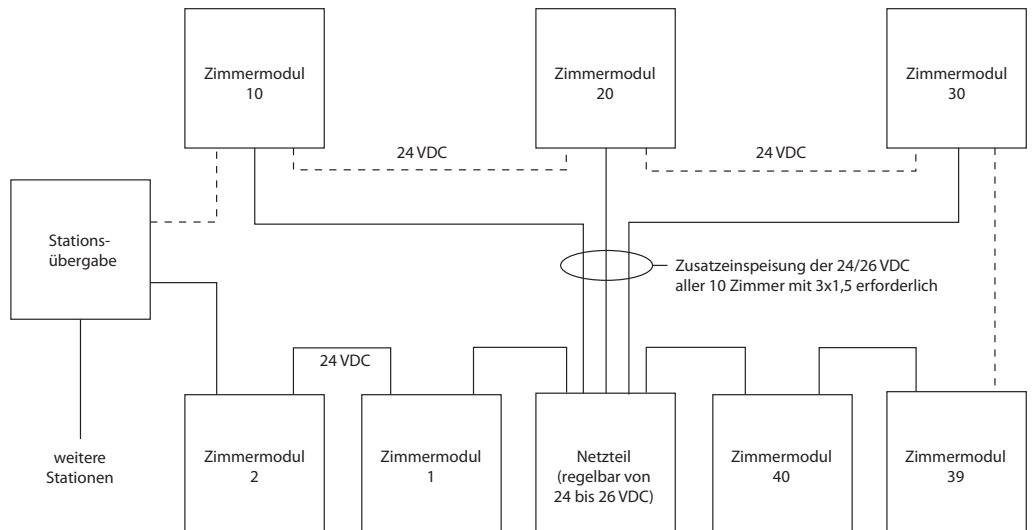 Zimmermodul
10
Zimmermodul
20
Zimmermodul
30
24 VDC
24 VDC
Stations-
übergabe
Zusatzeinspeisung der 24/26 VDC
aller 10 Zimmer mit 3x1,5 erforderlich
24 VDC
weitere
Stationen
Zimmermodul
2
Zimmermodul
1
Netzteil
(regelbar von
24 bis 26 VDC)
Zimmermodul
40
Zimmermodul
39